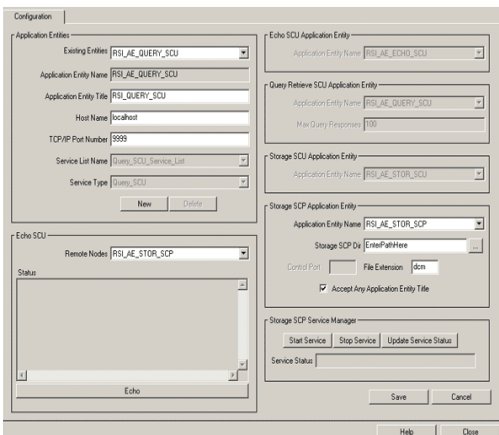 Configuration
Application Entities
Existing Entities RSI_AE_QUERY_SCU
Application Entity Name RSI_AE_QUERY_SCU
Application Entity Title RSI_QUERY_SCU
Host Name localhost
TCP/IP Port Number 9999
Service List Name Query_SCU_Service_List
Service Type Query_SCU
New Delete
Echo SCU
Remote Nodes RSI_AE_STOR_SCP
Status
Echo
Echo SCU Application Entity
Application Entity Name RSI_AE_ECHO_SCU
Query Retrieve SCU Application Entity
Application Entity Name RSI_AE_QUERY_SCU
Max Query Responses 100
Storage SCU Application Entity
Application Entity Name RSI_AE_STOR_SCU
Storage SCP Application Entity
Application Entity Name RSI_AE_STOR_SCP
Storage SCP Dir EnterPathHere ...
Control Port File Extension dcm
Accept Any Application Entity Title
Storage SCP Service Manager
Start Service Stop Service Update Service Status
Service Status
Save Cancel
Help Close